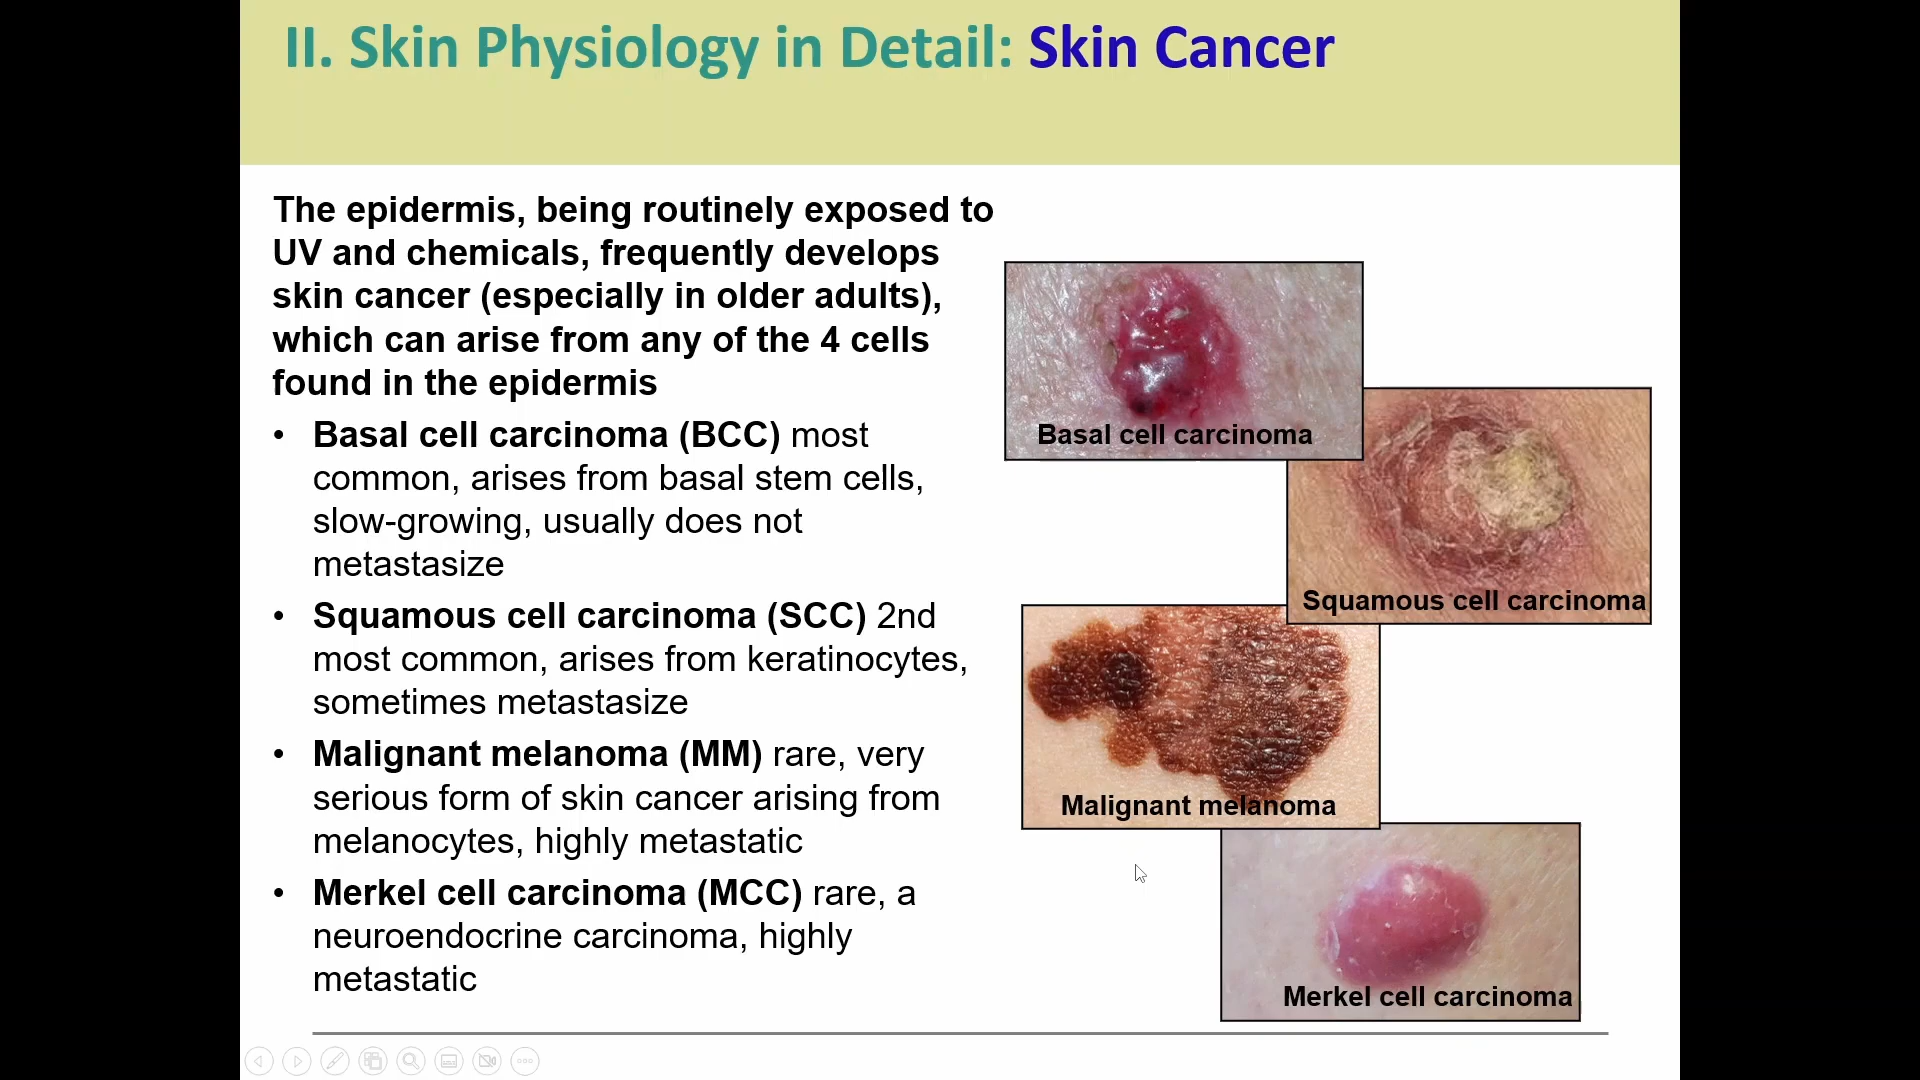 II. Skin Physiology in Detail: Skin Cancer
The epidermis, being routinely exposed to
UV and chemicals, frequently develops
skin cancer (especially in older adults),
which can arise from any of the 4 cells
found in the epidermis
• Basal cell carcinoma (BCC) most
common, arises from basal stem cells,
slow-growing, usually does not
metastasize
• Squamous cell carcinoma (SCC) 2nd
most common, arises from keratinocytes,
sometimes metastasize
• Malignant melanoma (MM) rare, very
serious form of skin cancer arising from
melanocytes, highly metastatic
• Merkel cell carcinoma (MCC) rare, a
neuroendocrine carcinoma, highly
metastatic
Basal cell carcinoma
Squamous cell carcinoma
Malignant melanoma
Merkel cell carcinoma